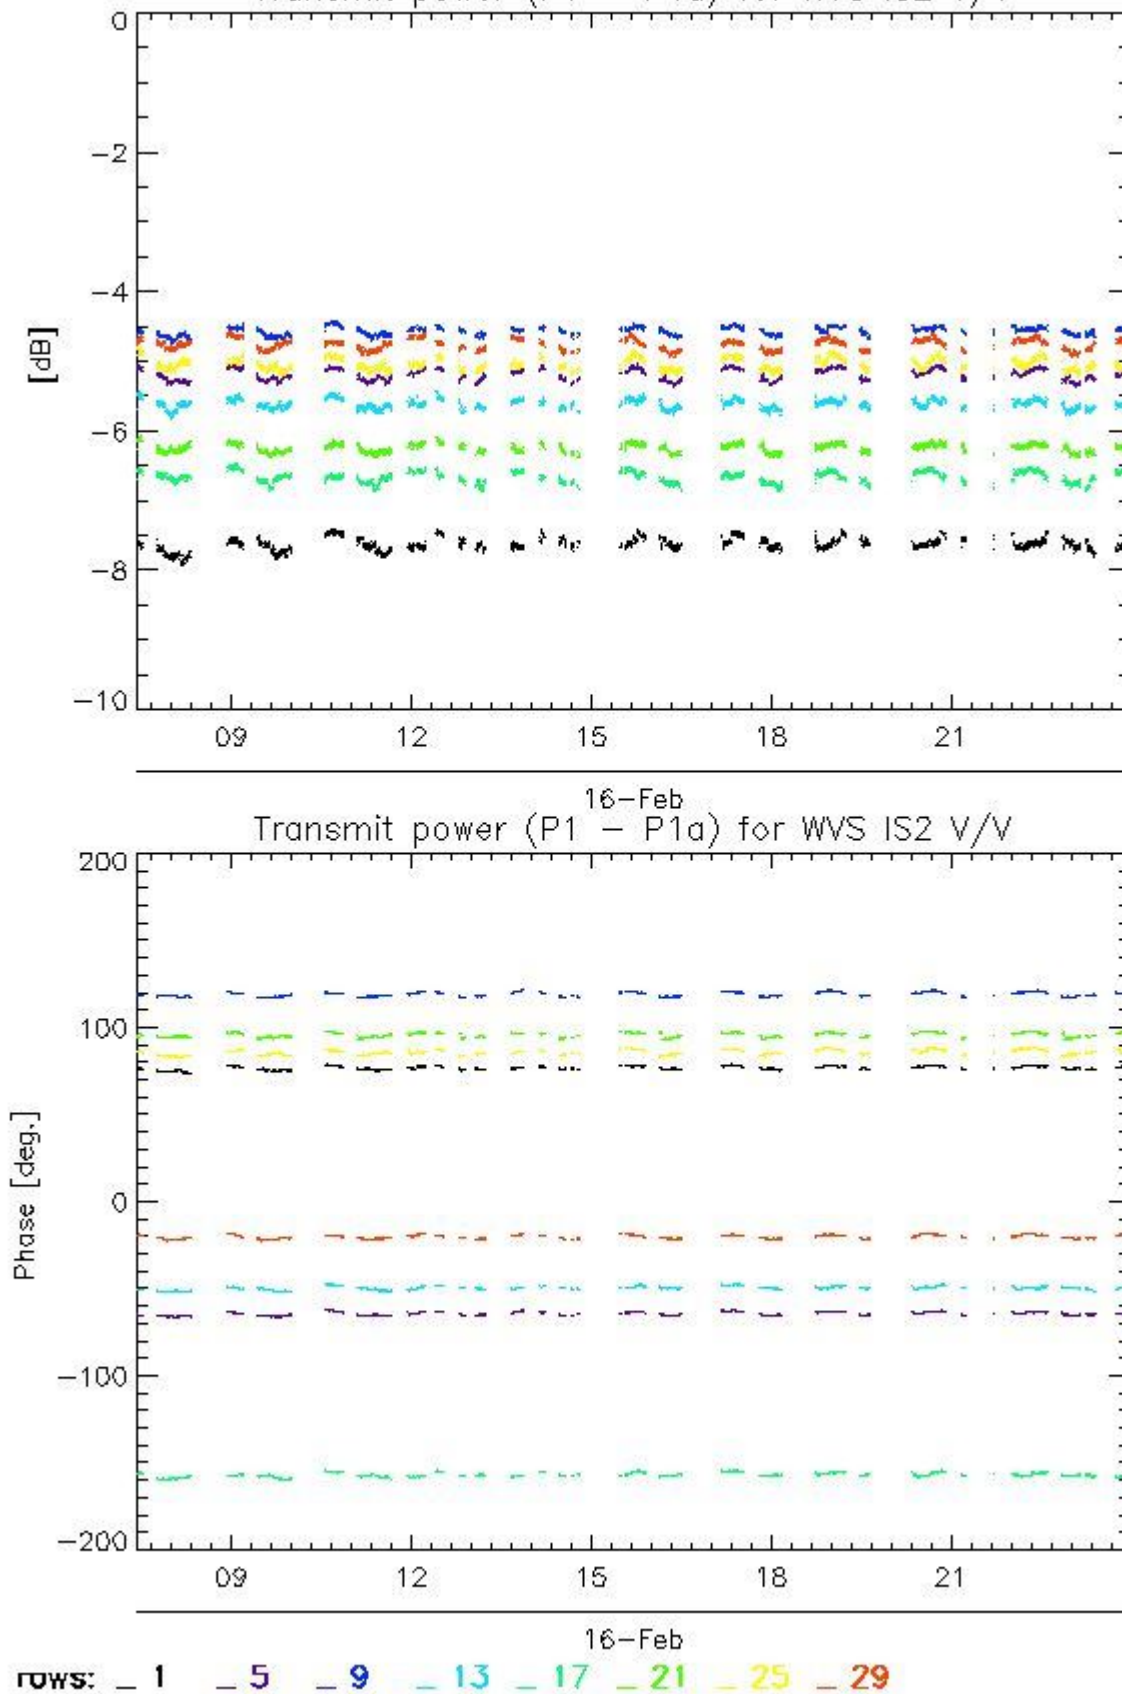 0
-2
-4
[dB]
-6
-8
-10
09 12 15 18 21
16-Feb
Transmit power (P1 - P1a) for WVS IS2 V/V
200
100
Phase [deg.]
0
-100
-200
09 12 15 18 21
16-Feb
rows: _ 1 _ 5 _ 9 _ 13 _ 17 _ 21 _ 25 _ 29